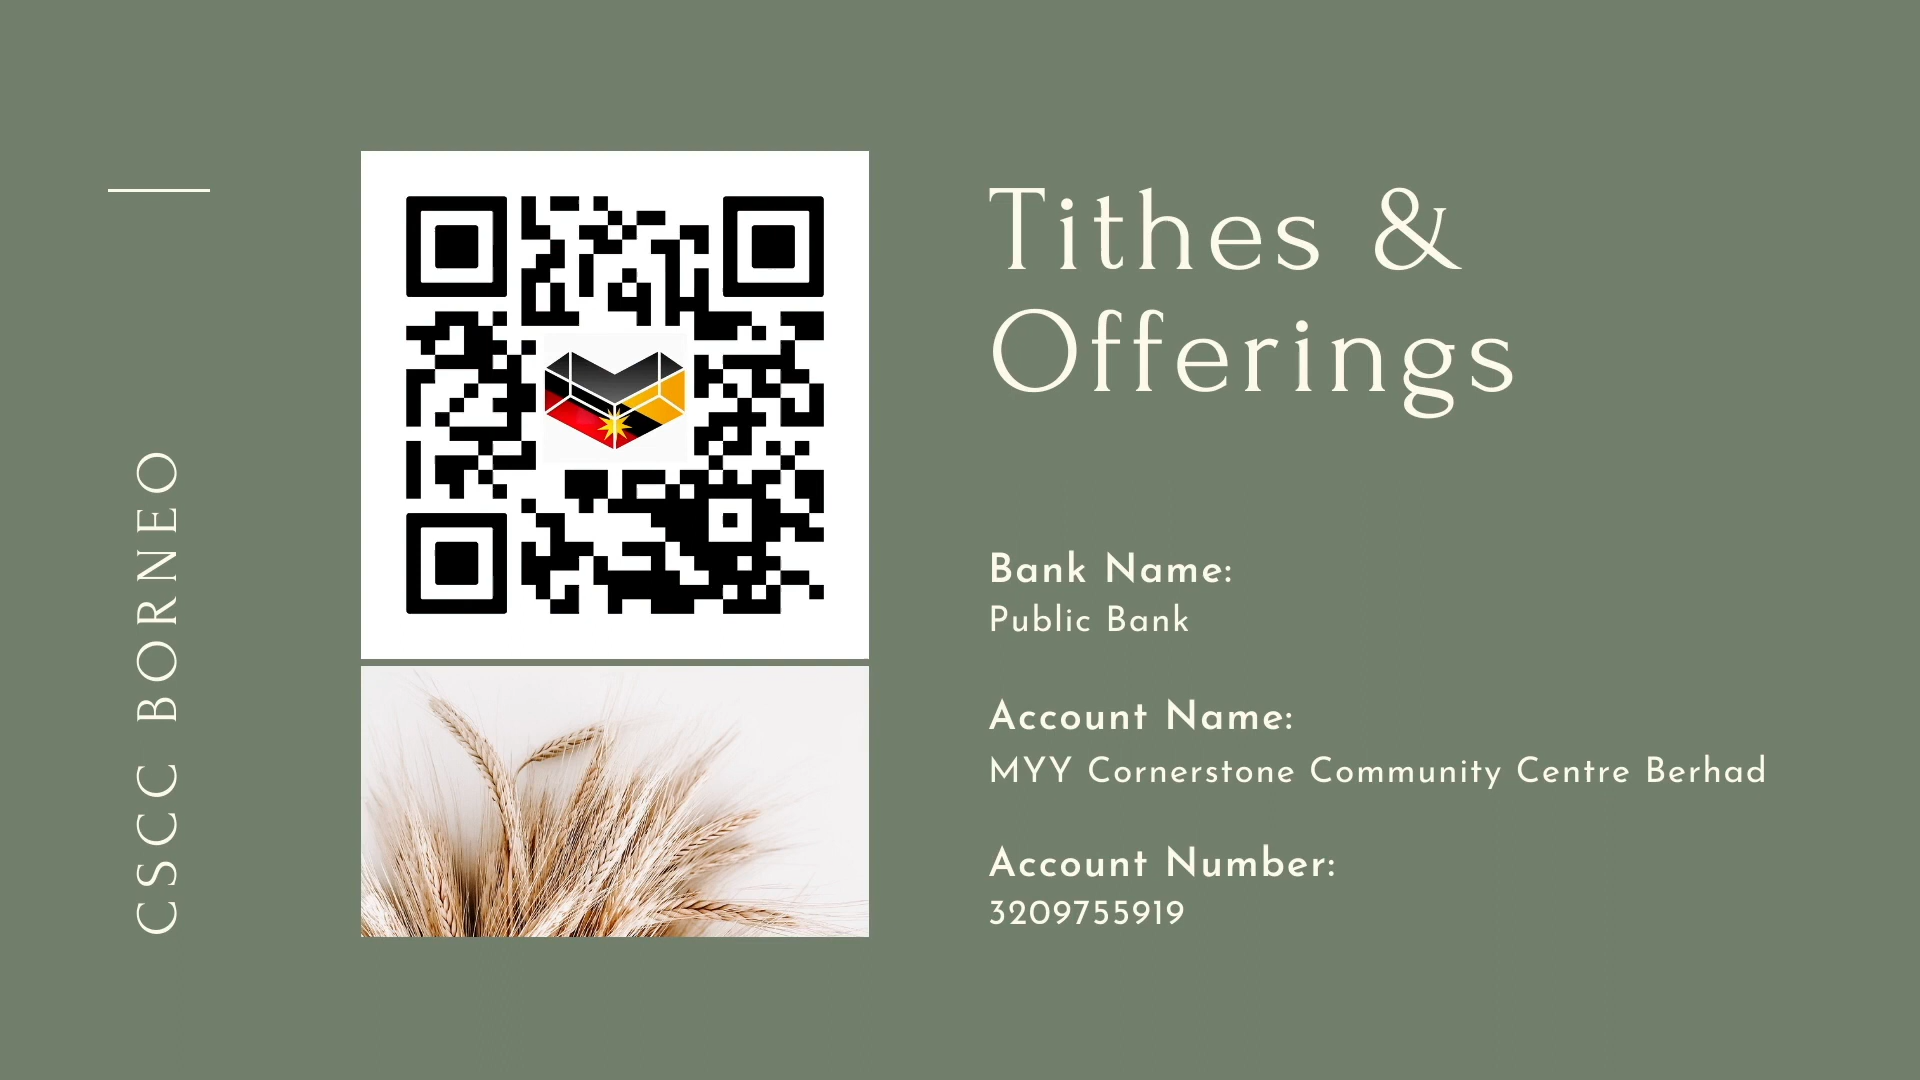 CSCC BORNEO
Tithes &
Offerings
Bank Name:
Public Bank
Account Name:
MYY Cornerstone Community Centre Berhad
Account Number:
3209755919